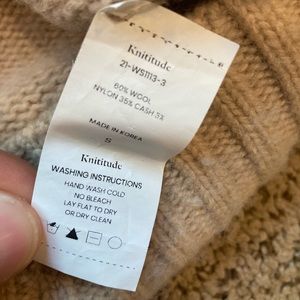 Knititude
21-WS1113-3
60% WOOL
NYLON 35% CASH 5%
MADE IN KOREA
S
Knititude
WASHING INSTRUCTIONS
HAND WASH COLD
NO BLEACH
LAY FLAT TO DRY
OR DRY CLEAN